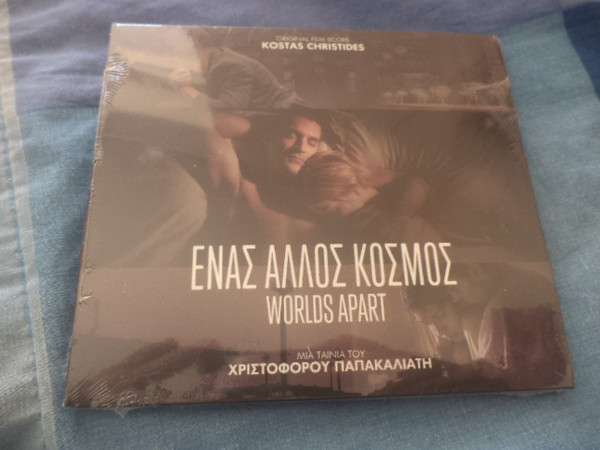 ORIGINAL FILM SCORE
KOSTAS CHRISTIDES
ΕΝΑΣ ΑΛΛΟΣ ΚΟΣΜΟΣ
WORLDS APART
ΜΙΑ ΤΑΙΝΙΑ ΤΟΥ
ΧΡΙΣΤΟΦΟΡΟΥ ΠΑΠΑΚΑΛΙΑΤΗ